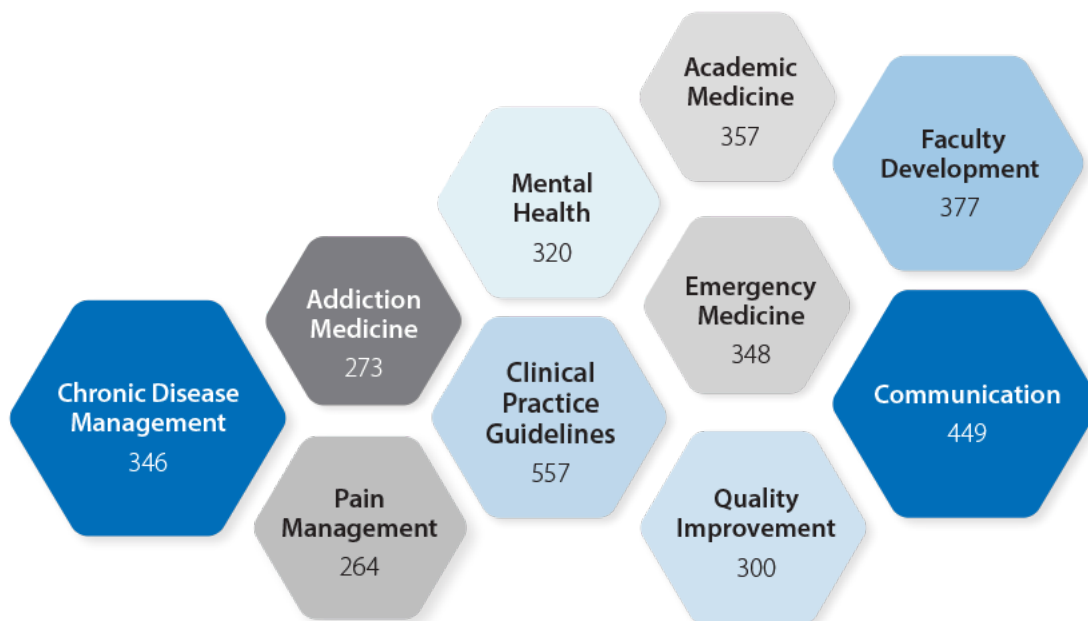 Academic
Medicine
357
Faculty
Development
377
Mental
Health
320
Addiction
Medicine
273
Emergency
Medicine
348
Chronic Disease
Management
346
Clinical
Practice
Guidelines
557
Communication
449
Pain
Management
264
Quality
Improvement
300